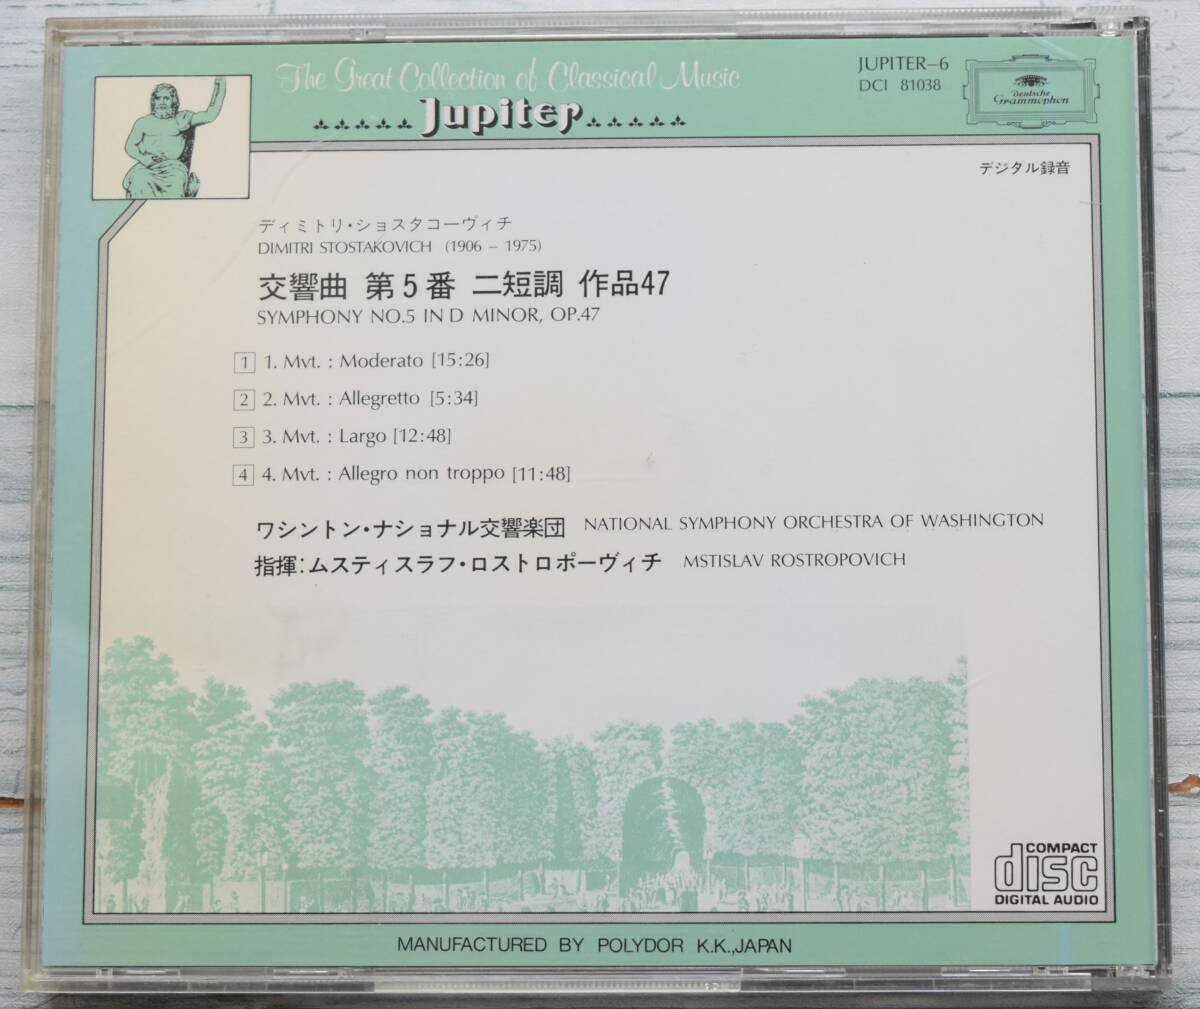 The Great Collection of Classical Music
Jupiter
JUPITER-6
DCI 81038
Deutsche
Grammophon
デジタル録音
ディミトリ・ショスタコーヴィチ
DIMITRI STOSTAKOVICH (1906 – 1975)
交響曲 第5番 二短調 作品47
SYMPHONY NO.5 IN D MINOR, OP.47
1 1. Mvt. : Moderato [15:26]
2 2. Mvt. : Allegretto [5:34]
3 3. Mvt. : Largo [12:48]
4 4. Mvt. : Allegro non troppo [11:48]
ワシントン・ナショナル交響楽団 NATIONAL SYMPHONY ORCHESTRA OF WASHINGTON
指揮:ムスティスラフ・ロストロポーヴィチ MSTISLAV ROSTROPOVICH
COMPACT
disc
DIGITAL AUDIO
MANUFACTURED BY POLYDOR K.K.,JAPAN